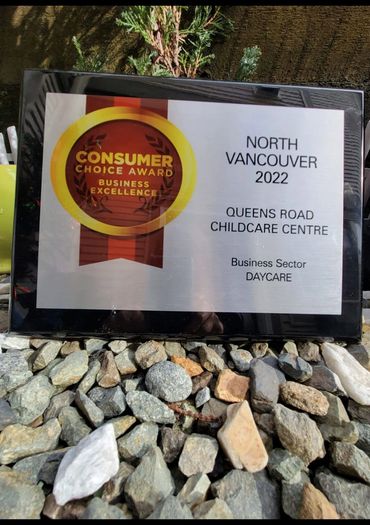 CONSUMER
CHOICE AWARD
BUSINESS
EXCELLENCE
NORTH
VANCOUVER
2022
QUEENS ROAD
CHILDCARE CENTRE
Business Sector
DAYCARE